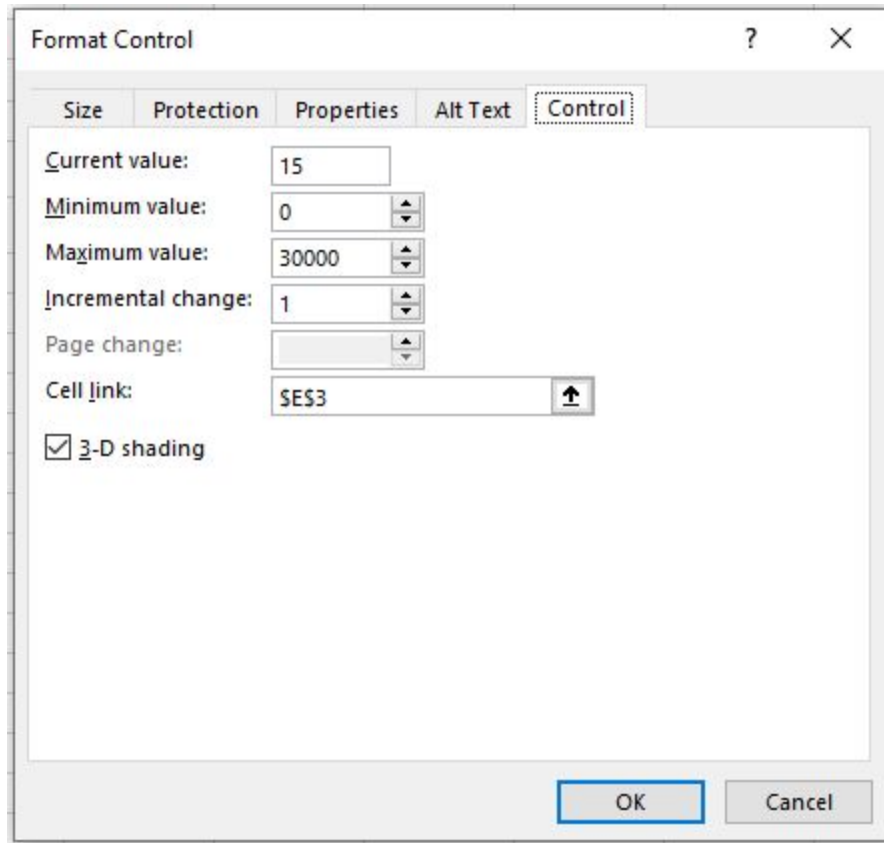 Format Control
?
Size Protection Properties Alt Text Control
Current value: 15
Minimum value: 0
Maximum value: 30000
Incremental change: 1
Page change:
Cell link: $E$3
3-D shading
OK Cancel